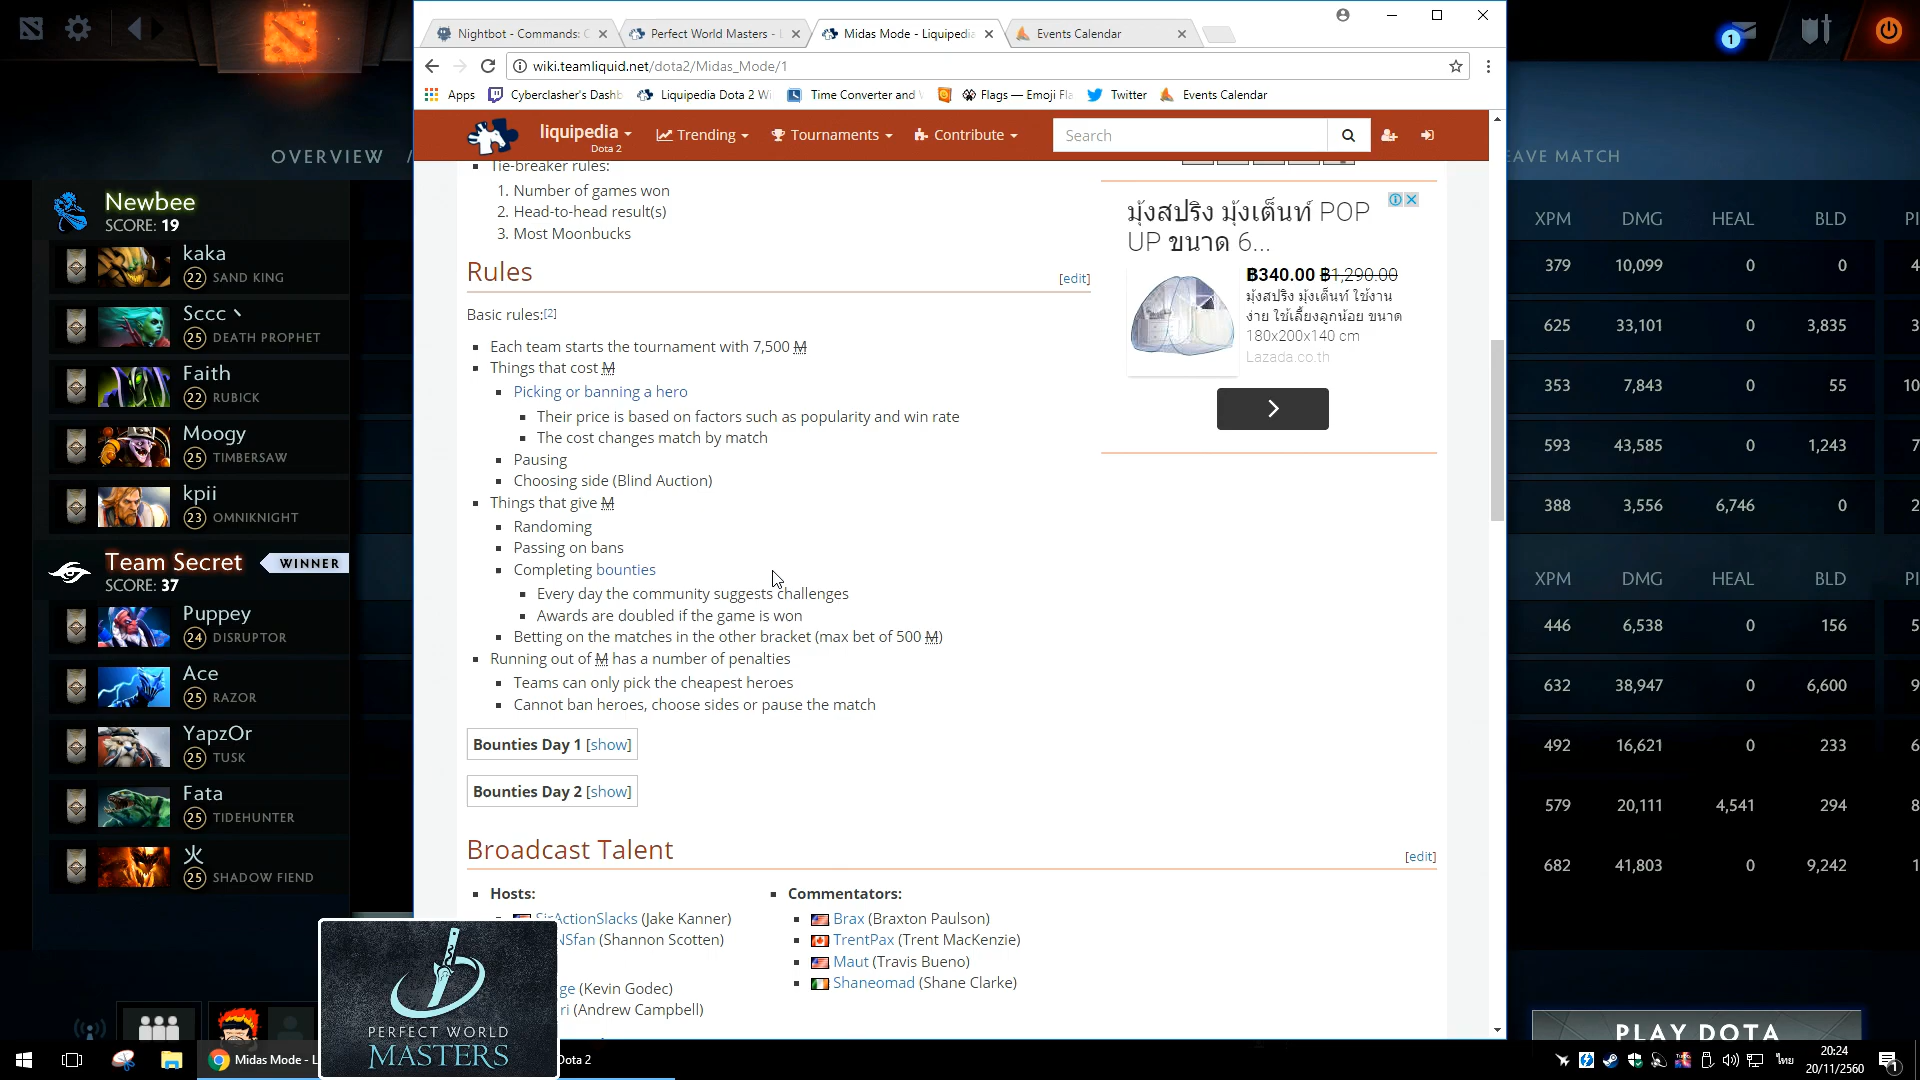 Nightbot - Commands: C
Perfect World Masters - L
Midas Mode - Liquipedia
Events Calendar
wiki.teamliquid.net/dota2/Midas_Mode/1
Apps
Cyberclasher's Dashb
Liquipedia Dota 2 Wi
Time Converter and
Flags — Emoji Fla
Twitter
Events Calendar
1
liquipedia
Dota 2
Trending
Tournaments
Contribute
Search
OVERVIEW /
EAVE MATCH
Newbee
SCORE: 19
kaka
22 SAND KING
Sccc丶
25 DEATH PROPHET
Faith
22 RUBICK
Moogy
25 TIMBERSAW
kpii
23 OMNIKNIGHT
Team Secret
WINNER
SCORE: 37
Puppey
24 DISRUPTOR
Ace
25 RAZOR
YapzOr
25 TUSK
Fata
25 TIDEHUNTER
火
25 SHADOW FIEND
Tie-breaker rules:
1. Number of games won
2. Head-to-head result(s)
3. Most Moonbucks
Rules
[edit]
Basic rules:[2]
Each team starts the tournament with 7,500 M
Things that cost M
Picking or banning a hero
Their price is based on factors such as popularity and win rate
The cost changes match by match
Pausing
Choosing side (Blind Auction)
Things that give M
Randoming
Passing on bans
Completing bounties
Every day the community suggests challenges
Awards are doubled if the game is won
Betting on the matches in the other bracket (max bet of 500 M)
Running out of M has a number of penalties
Teams can only pick the cheapest heroes
Cannot ban heroes, choose sides or pause the match
Bounties Day 1 [show]
Bounties Day 2 [show]
Broadcast Talent
[edit]
Hosts:
SirActionSlacks (Jake Kanner)
NSfan (Shannon Scotten)
ge (Kevin Godec)
ri (Andrew Campbell)
Commentators:
Brax (Braxton Paulson)
TrentPax (Trent MacKenzie)
Maut (Travis Bueno)
Shaneomad (Shane Clarke)
มุ้งสปริง มุ้งเต็นท์ POP
UP ขนาด 6...
฿340.00 ฿1,290.00
มุ้งสปริง มุ้งเต็นท์ ใช้งาน
ง่าย ใช้เลี้ยงลูกน้อย ขนาด
180x200x140 cm
Lazada.co.th
XPM DMG HEAL BLD PI
379 10,099 0 0 4
625 33,101 0 3,835 3
353 7,843 0 55 10
593 43,585 0 1,243 7
388 3,556 6,746 0 2
XPM DMG HEAL BLD PI
446 6,538 0 156 5
632 38,947 0 6,600 9
492 16,621 0 233 6
579 20,111 4,541 294 8
682 41,803 0 9,242 1
PLAY DOTA
PERFECT WORLD
MASTERS
Midas Mode - L
Dota 2
ไทย
20:24
20/11/2560
1